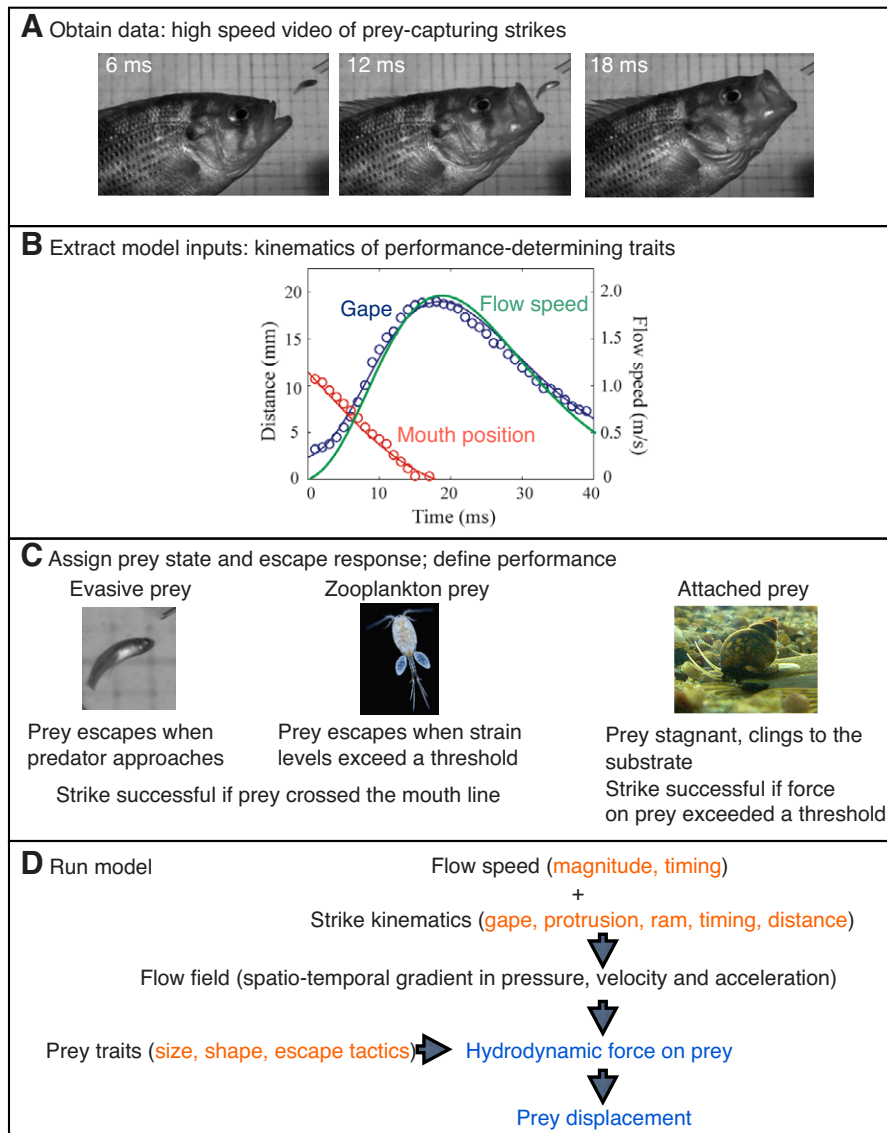 A Obtain data: high speed video of prey-capturing strikes
6 ms
12 ms
18 ms
B Extract model inputs: kinematics of performance-determining traits
20
15
10
5
0
Distance (mm)
Gape
Flow speed
Mouth position
2.0
1.5
1.0
0.5
0
Flow speed (m/s)
0
10
20
30
40
Time (ms)
C Assign prey state and escape response; define performance
Evasive prey
Zooplankton prey
Attached prey
Prey escapes when
predator approaches
Prey escapes when strain
levels exceed a threshold
Strike successful if prey crossed the mouth line
Prey stagnant, clings to the
substrate
Strike successful if force
on prey exceeded a threshold
D Run model
Flow speed (magnitude, timing)
+
Strike kinematics (gape, protrusion, ram, timing, distance)
Flow field (spatio-temporal gradient in pressure, velocity and acceleration)
Prey traits (size, shape, escape tactics)
Hydrodynamic force on prey
Prey displacement